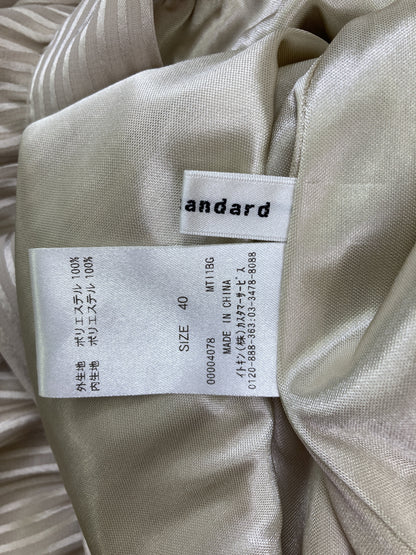 andard
外生地 ポリエステル 100%
内生地 ポリエステル 100%
SIZE 40
MT11BG
00004078
MADE IN CHINA
イトキン(株)カスタマーサービス
0120-888-363:03-3478-8088